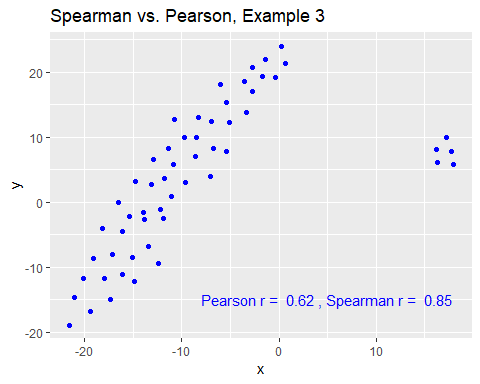 Spearman vs. Pearson, Example 3
y
20
10
0
-10
-20
Pearson r =  0.62 , Spearman r =  0.85
-20
-10
0
10
x